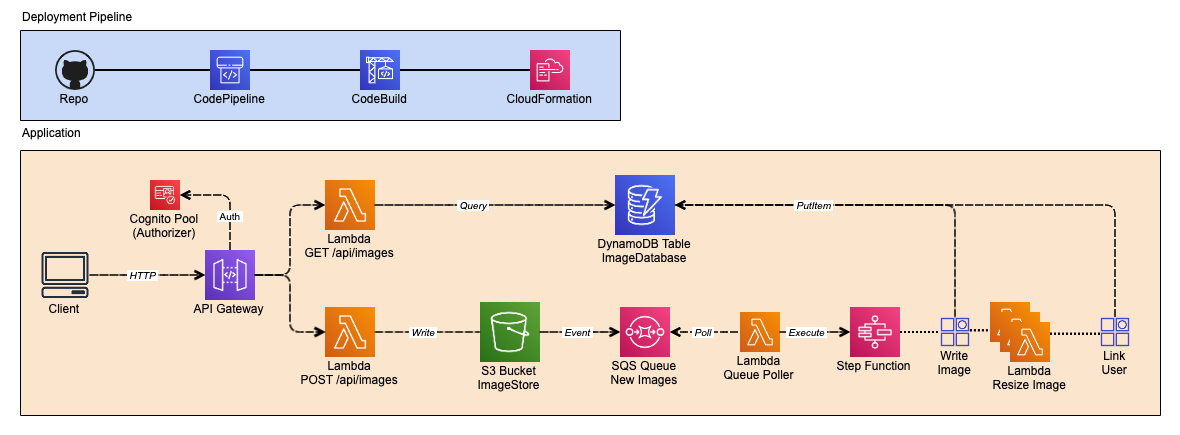 Deployment Pipeline
Repo
CodePipeline
CodeBuild
CloudFormation
Application
Cognito Pool
(Authorizer)
Auth
Client
HTTP
API Gateway
Lambda
GET /api/images
Query
DynamoDB Table
ImageDatabase
PutItem
Lambda
POST /api/images
Write
S3 Bucket
ImageStore
Event
SQS Queue
New Images
Poll
Lambda
Queue Poller
Execute
Step Function
Write
Image
Lambda
Resize Image
Link
User